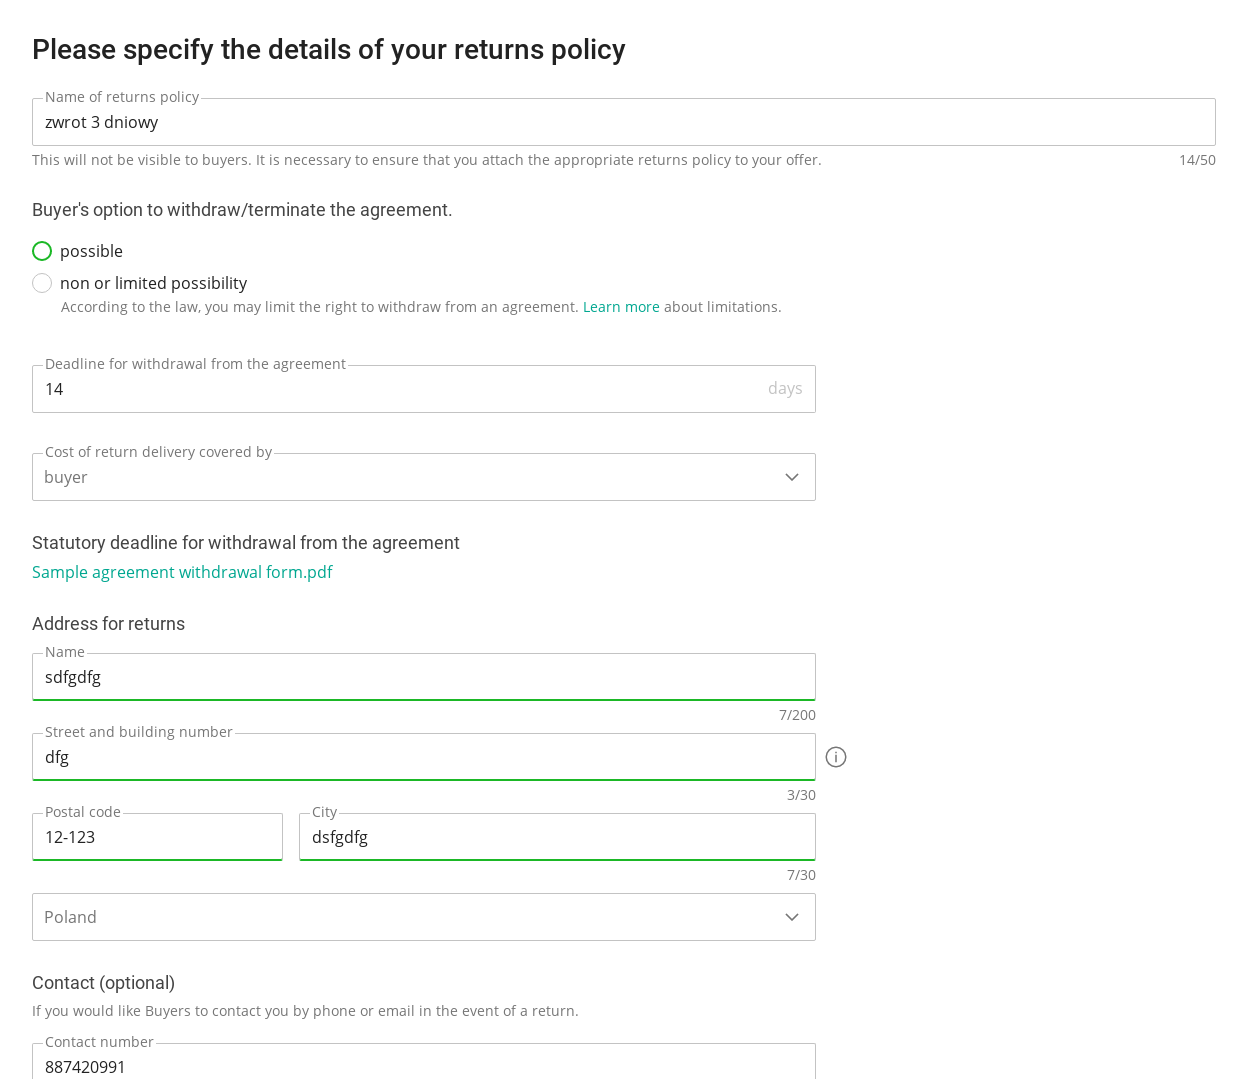 Please specify the details of your returns policy
Name of returns policy
zwrot 3 dniowy
This will not be visible to buyers. It is necessary to ensure that you attach the appropriate returns policy to your offer.
14/50
Buyer's option to withdraw/terminate the agreement.
possible
non or limited possibility
According to the law, you may limit the right to withdraw from an agreement. Learn more about limitations.
Deadline for withdrawal from the agreement
14
days
Cost of return delivery covered by
buyer
Statutory deadline for withdrawal from the agreement
Sample agreement withdrawal form.pdf
Address for returns
Name
sdfgdfg
7/200
Street and building number
dfg
3/30
Postal code
12-123
City
dsfgdfg
7/30
Poland
Contact (optional)
If you would like Buyers to contact you by phone or email in the event of a return.
Contact number
887420991